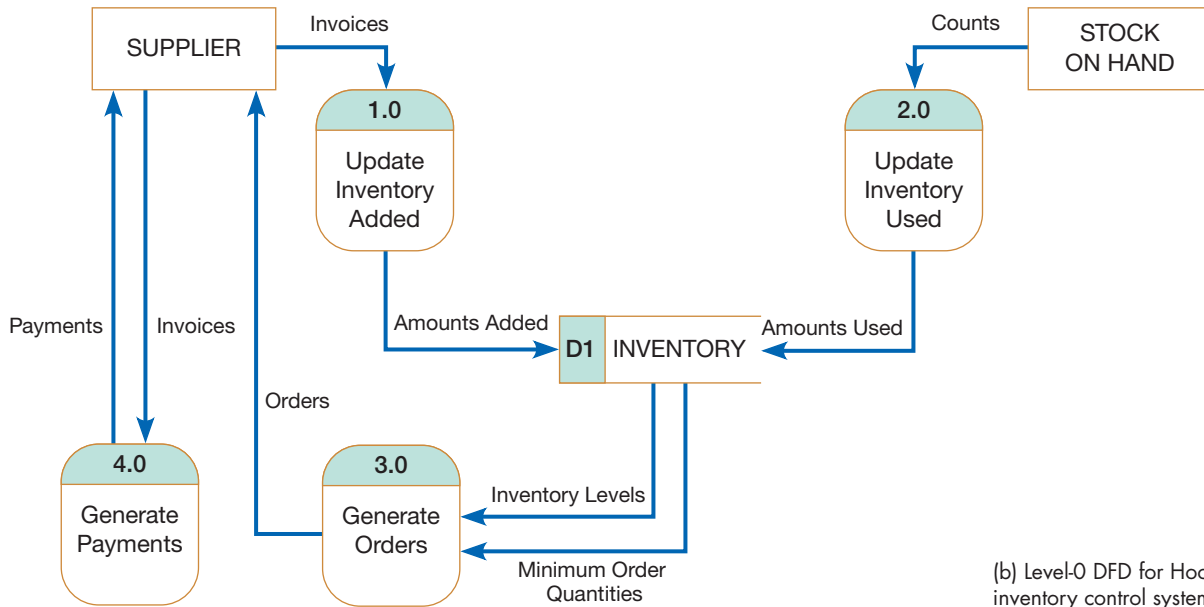 Invoices
SUPPLIER
Counts
STOCK
ON HAND
1.0
Update
Inventory
Added
2.0
Update
Inventory
Used
Payments
Invoices
Orders
Amounts Added
D1 INVENTORY
Amounts Used
4.0
Generate
Payments
3.0
Generate
Orders
Inventory Levels
Minimum Order
Quantities
(b) Level-0 DFD for
inventory control system